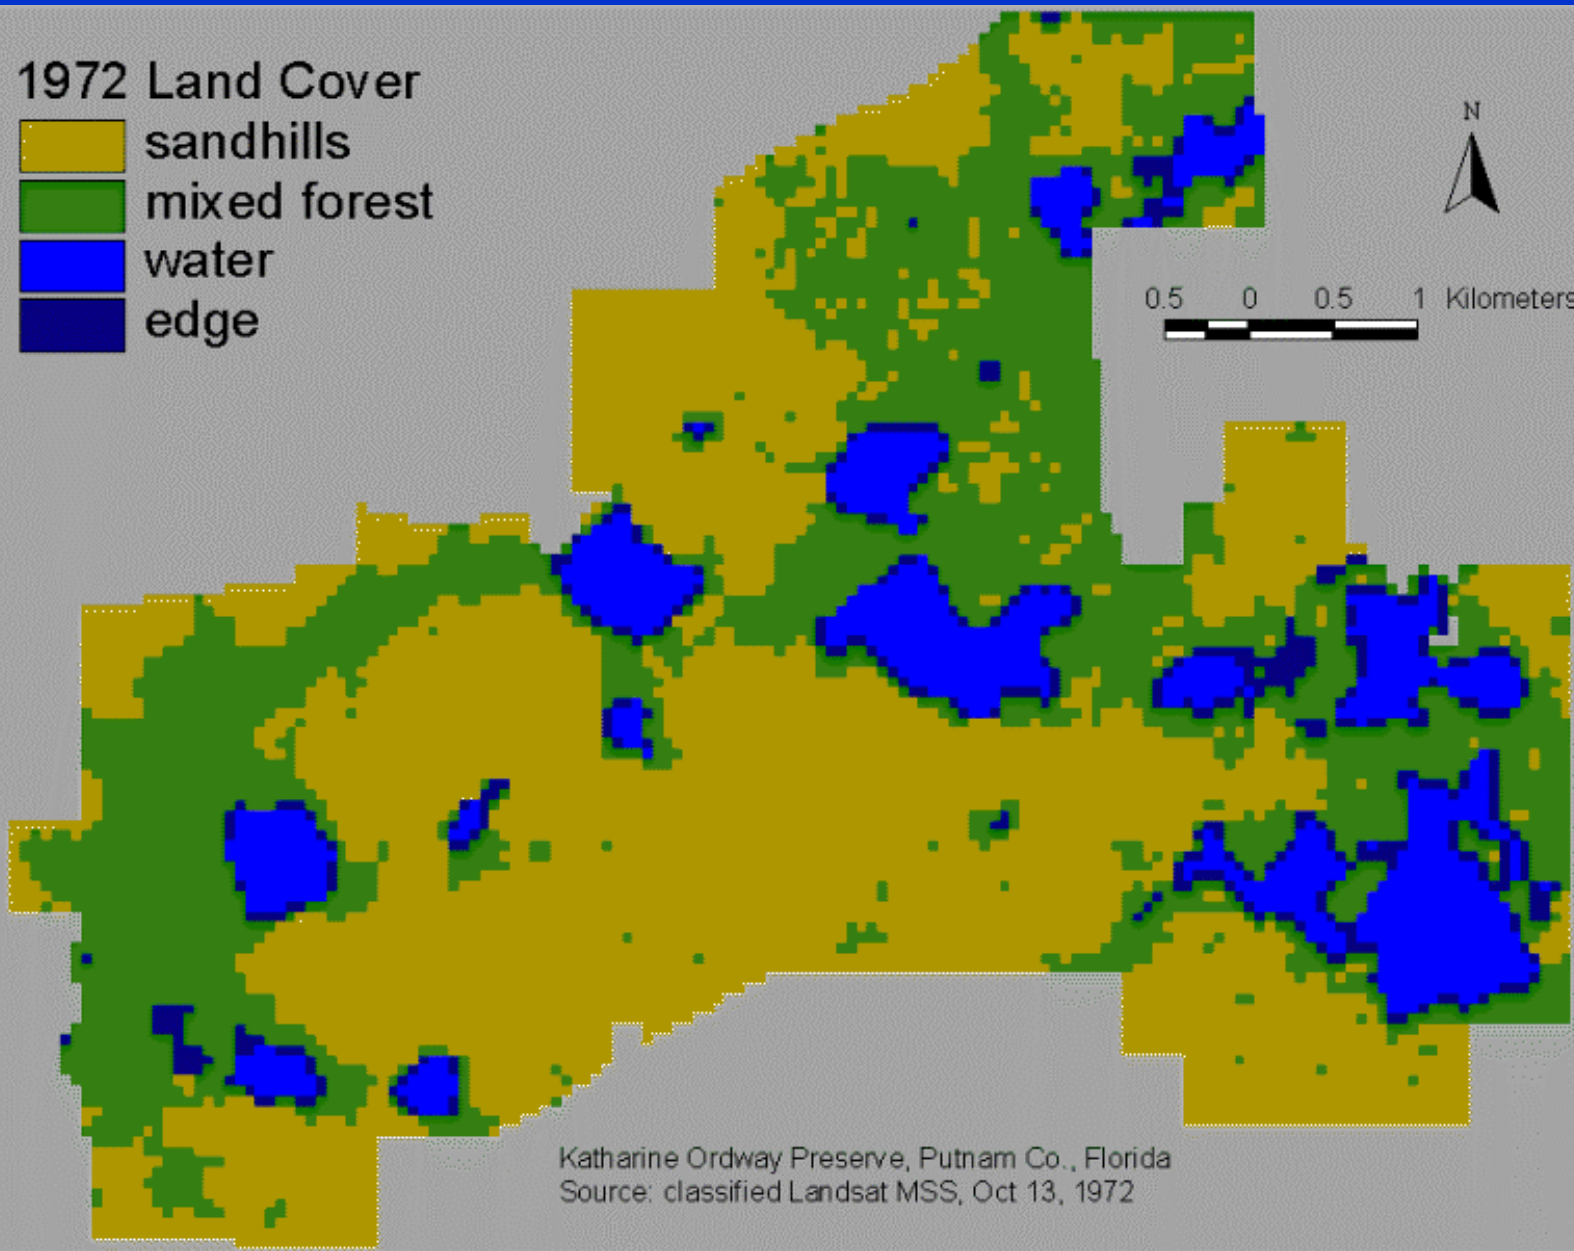 1972 Land Cover
sandhills
mixed forest
water
edge
N
0.5 0 0.5 1 Kilometers
Katharine Ordway Preserve, Putnam Co., Florida
Source: classified Landsat MSS, Oct 13, 1972